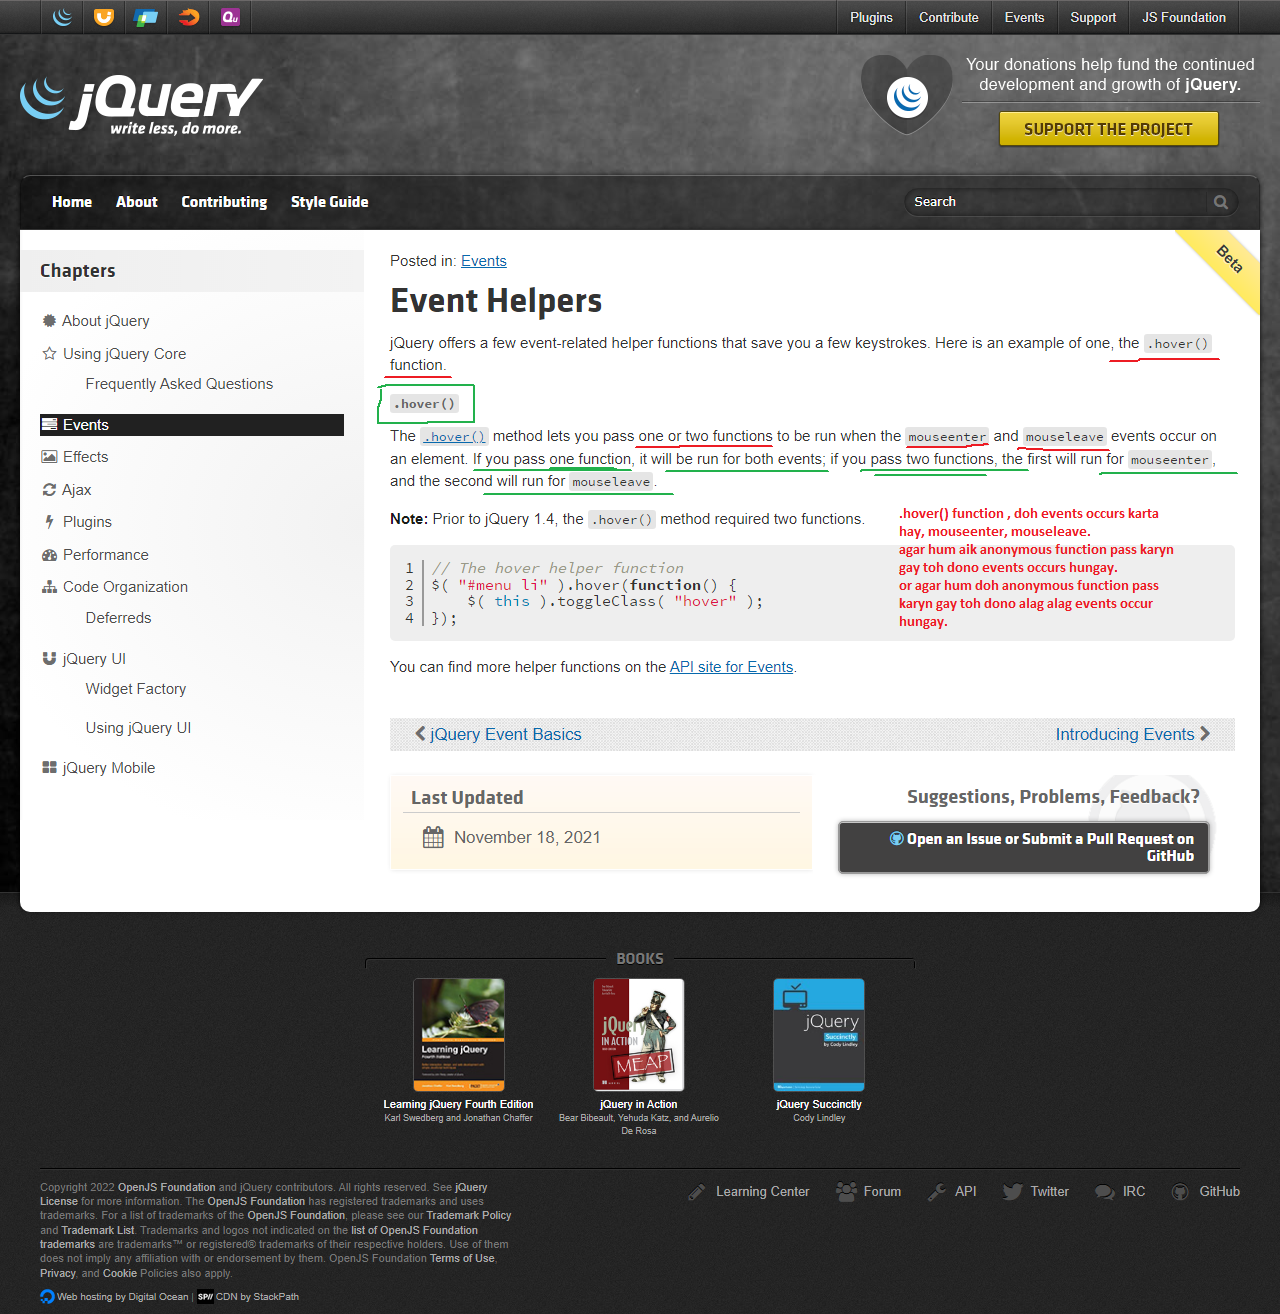 Plugins Contribute Events Support JS Foundation
jQuery
write less, do more.
Your donations help fund the continued
development and growth of jQuery.
SUPPORT THE PROJECT
Home About Contributing Style Guide
Search
Beta
Chapters
About jQuery
Using jQuery Core
Frequently Asked Questions
Events
Effects
Ajax
Plugins
Performance
Code Organization
Deferreds
jQuery UI
Widget Factory
Using jQuery UI
jQuery Mobile
Posted in: Events
Event Helpers
jQuery offers a few event-related helper functions that save you a few keystrokes. Here is an example of one, the .hover()
function.
.hover()
The .hover() method lets you pass one or two functions to be run when the mouseenter and mouseleave events occur on
an element. If you pass one function, it will be run for both events; if you pass two functions, the first will run for mouseenter,
and the second will run for mouseleave.
Note: Prior to jQuery 1.4, the .hover() method required two functions.
.hover() function , doh events occurs karta
hay, mouseenter, mouseleave.
agar hum aik anonymous function pass karyn
gay toh dono events occurs hungay.
or agar hum doh anonymous function pass
karyn gay toh dono alag alag events occur
hungay.
1 // The hover helper function
2 $( "#menu li" ).hover(function() {
3 $( this ).toggleClass( "hover" );
4 });
You can find more helper functions on the API site for Events.
jQuery Event Basics
Introducing Events
Last Updated
November 18, 2021
Suggestions, Problems, Feedback?
Open an Issue or Submit a Pull Request on
GitHub
BOOKS
Learning jQuery
Fourth Edition
jQuery
IN ACTION
MEAP
jQuery
Succinctly
by Cody Lindley
Learning jQuery Fourth Edition
Karl Swedberg and Jonathan Chaffer
jQuery in Action
Bear Bibeault, Yehuda Katz, and Aurelio
De Rosa
jQuery Succinctly
Cody Lindley
Copyright 2022 OpenJS Foundation and jQuery contributors. All rights reserved. See jQuery
License for more information. The OpenJS Foundation has registered trademarks and uses
trademarks. For a list of trademarks of the OpenJS Foundation, please see our Trademark Policy
and Trademark List. Trademarks and logos not indicated on the list of OpenJS Foundation
trademarks are trademarks™ or registered® trademarks of their respective holders. Use of them
does not imply any affiliation with or endorsement by them. OpenJS Foundation Terms of Use,
Privacy, and Cookie Policies also apply.
Learning Center Forum API Twitter IRC GitHub
Web hosting by Digital Ocean | SP// CDN by StackPath